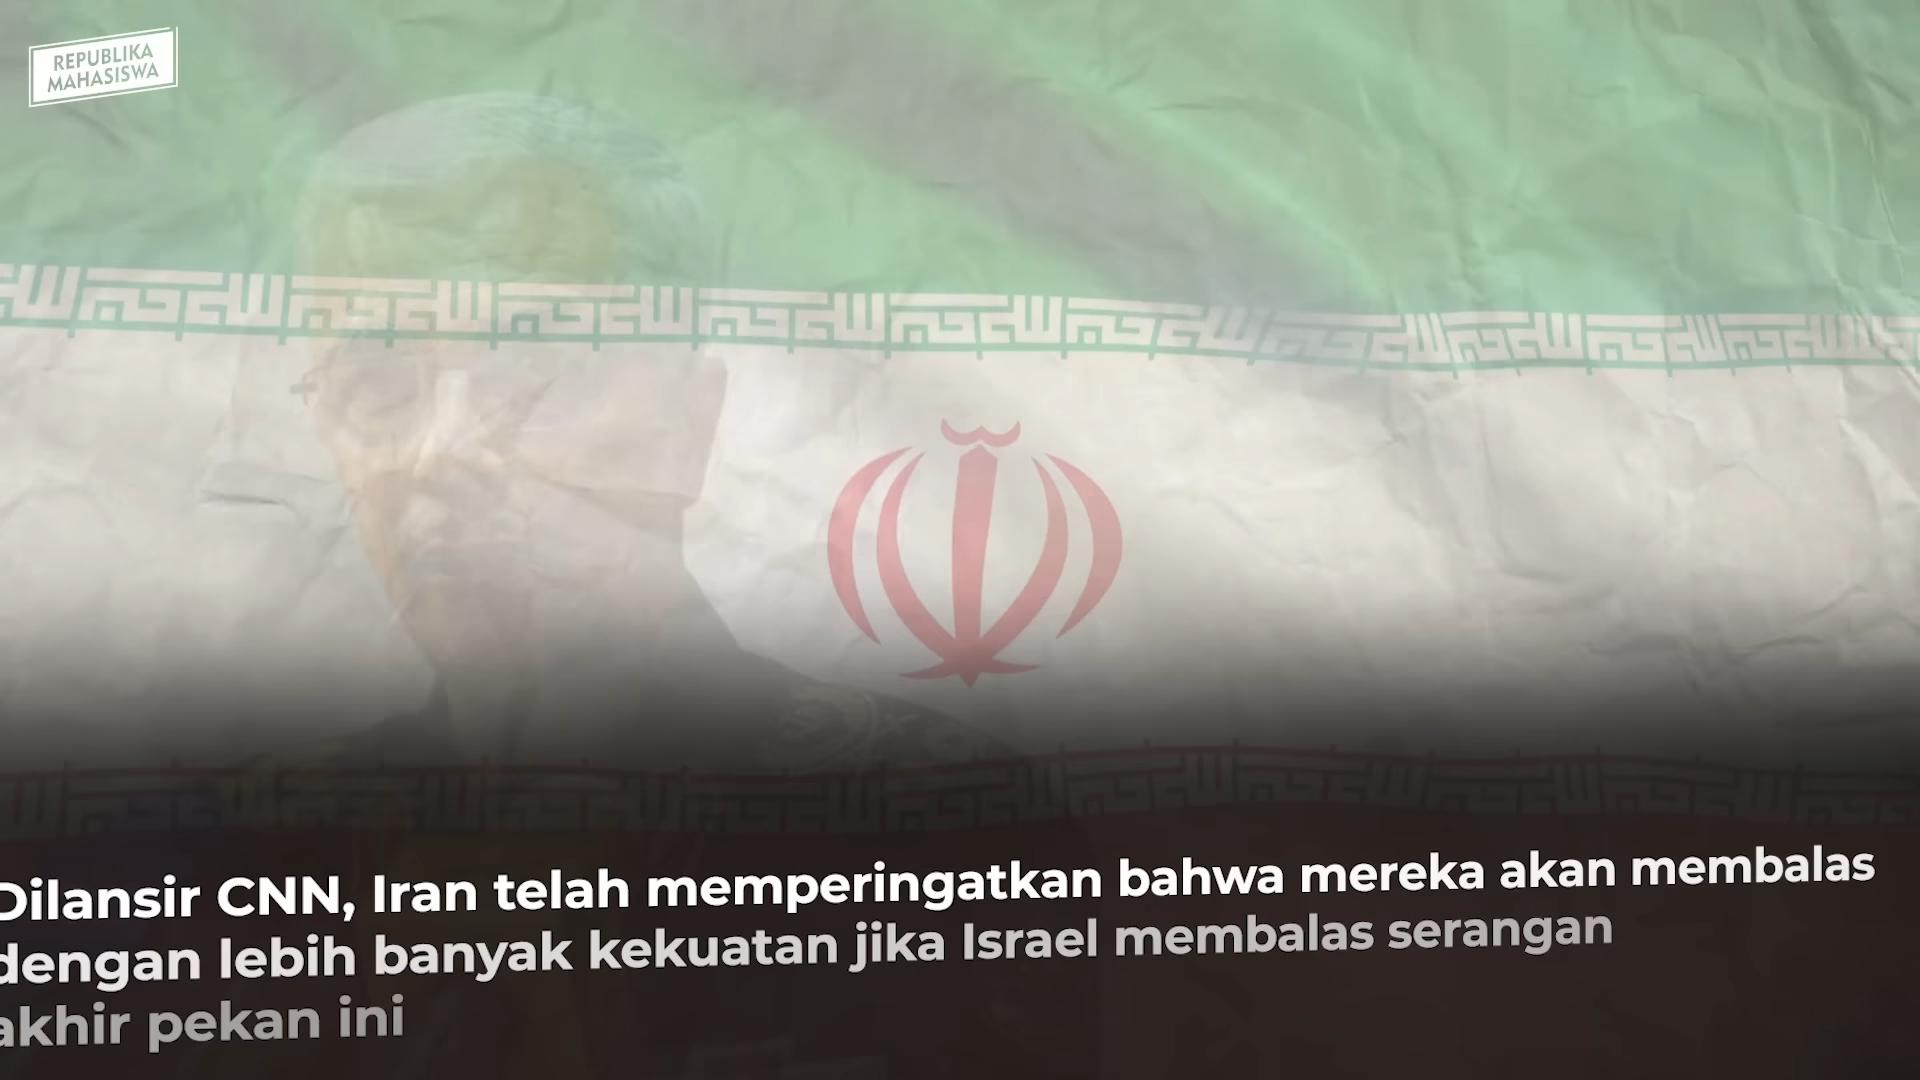 REPUBLIKA
MAHASISWA
Dilansir CNN, Iran telah memperingatkan bahwa mereka akan membalas
dengan lebih banyak kekuatan jika Israel membalas serangan
akhir pekan ini